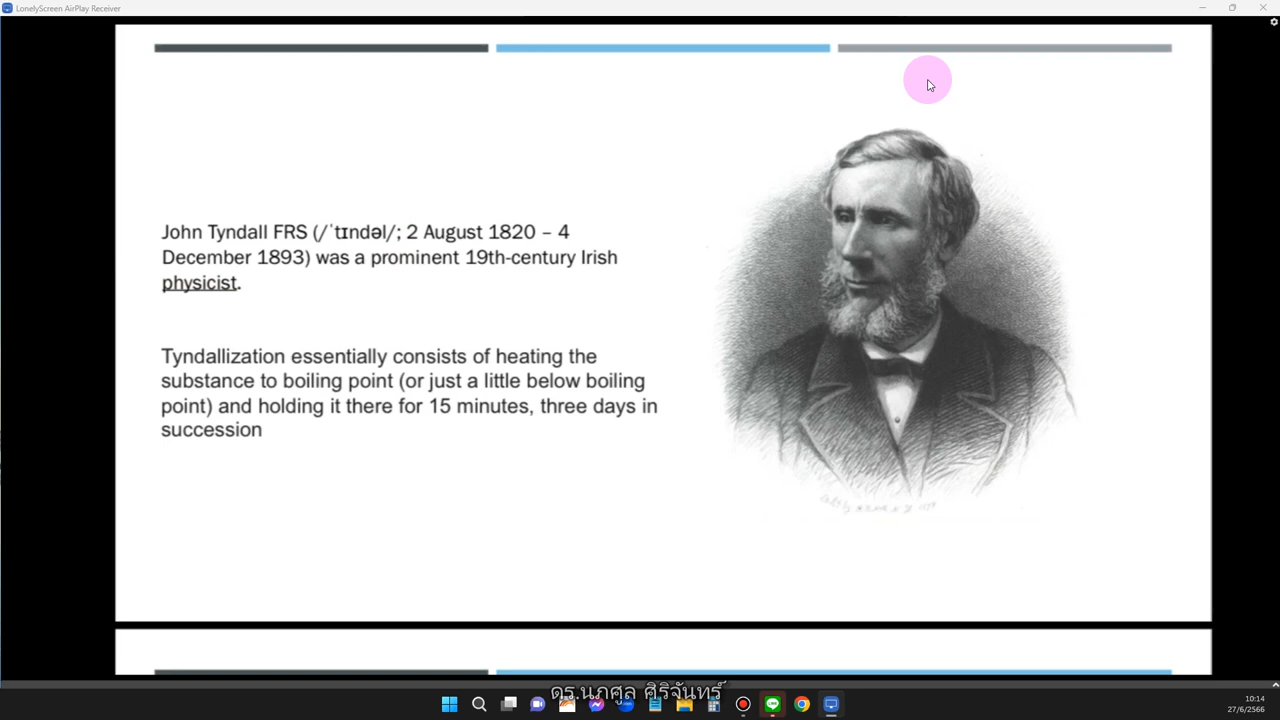 LonelyScreen AirPlay Receiver
John Tyndall FRS (/ˈtɪndəl/; 2 August 1820 – 4
December 1893) was a prominent 19th-century Irish
physicist.
Tyndallization essentially consists of heating the
substance to boiling point (or just a little below boiling
point) and holding it there for 15 minutes, three days in
succession
ดร.นภศูล ศิริจันทร์
10:14
27/6/2566